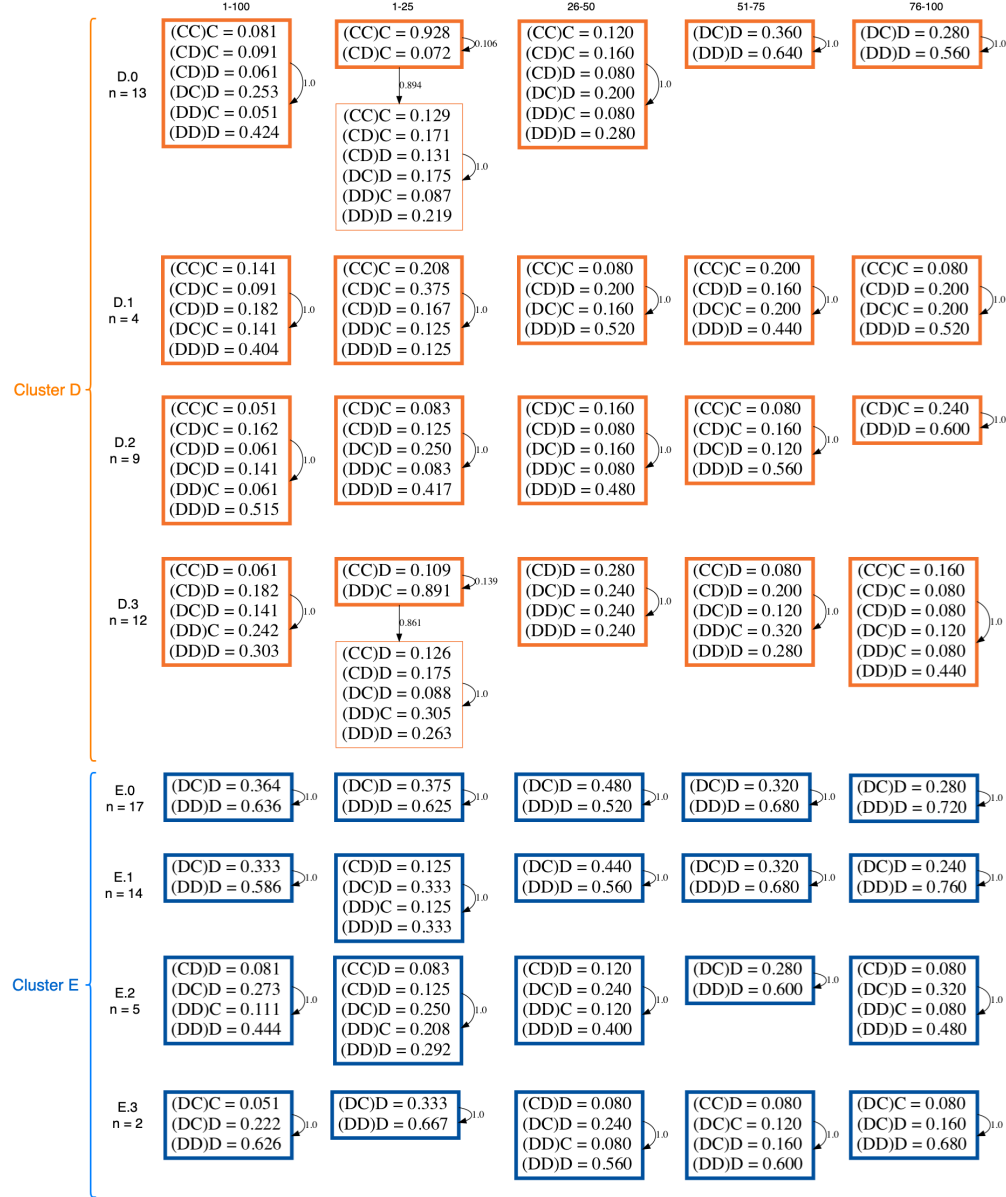 1-100
1-25
26-50
51-75
76-100
Cluster D
D.0
n = 13
(CC)C = 0.081
(CD)C = 0.091
(CD)D = 0.061
(DC)D = 0.253
(DD)C = 0.051
(DD)D = 0.424
1.0
(CC)C = 0.928
(CD)C = 0.072
0.106
0.894
(CC)C = 0.129
(CD)C = 0.171
(CD)D = 0.131
(DC)D = 0.175
(DD)C = 0.087
(DD)D = 0.219
1.0
(CC)C = 0.120
(CD)C = 0.160
(CD)D = 0.080
(DC)D = 0.200
(DD)C = 0.080
(DD)D = 0.280
1.0
(DC)D = 0.360
(DD)D = 0.640
1.0
(DC)D = 0.280
(DD)D = 0.560
1.0
D.1
n = 4
(CC)C = 0.141
(CD)C = 0.091
(CD)D = 0.182
(DC)C = 0.141
(DD)D = 0.404
1.0
(CC)C = 0.208
(CD)C = 0.375
(CD)D = 0.167
(DD)C = 0.125
(DD)D = 0.125
1.0
(CC)C = 0.080
(CD)D = 0.200
(DC)C = 0.160
(DD)D = 0.520
1.0
(CC)C = 0.200
(CD)D = 0.160
(DC)C = 0.200
(DD)D = 0.440
1.0
(CC)C = 0.080
(CD)D = 0.200
(DC)C = 0.200
(DD)D = 0.520
1.0
D.2
n = 9
(CC)C = 0.051
(CD)C = 0.162
(CD)D = 0.061
(DC)D = 0.141
(DD)C = 0.061
(DD)D = 0.515
1.0
(CD)C = 0.083
(CD)D = 0.125
(DC)D = 0.250
(DD)C = 0.083
(DD)D = 0.417
1.0
(CD)C = 0.160
(CD)D = 0.080
(DC)D = 0.160
(DD)C = 0.080
(DD)D = 0.480
1.0
(CC)C = 0.080
(CD)C = 0.160
(DC)D = 0.120
(DD)D = 0.560
1.0
(CD)C = 0.240
(DD)D = 0.600
1.0
D.3
n = 12
(CC)D = 0.061
(CD)D = 0.182
(DC)D = 0.141
(DD)C = 0.242
(DD)D = 0.303
1.0
(CC)D = 0.109
(DD)C = 0.891
0.139
0.861
(CC)D = 0.126
(CD)D = 0.175
(DC)D = 0.088
(DD)C = 0.305
(DD)D = 0.263
1.0
(CD)D = 0.280
(DC)D = 0.240
(DD)C = 0.240
(DD)D = 0.240
1.0
(CC)D = 0.080
(CD)D = 0.200
(DC)D = 0.120
(DD)C = 0.320
(DD)D = 0.280
1.0
(CC)C = 0.160
(CD)C = 0.080
(CD)D = 0.080
(DC)D = 0.120
(DD)C = 0.080
(DD)D = 0.440
1.0
Cluster E
E.0
n = 17
(DC)D = 0.364
(DD)D = 0.636
1.0
(DC)D = 0.375
(DD)D = 0.625
1.0
(DC)D = 0.480
(DD)D = 0.520
1.0
(DC)D = 0.320
(DD)D = 0.680
1.0
(DC)D = 0.280
(DD)D = 0.720
1.0
E.1
n = 14
(DC)D = 0.333
(DD)D = 0.586
1.0
(CD)D = 0.125
(DC)D = 0.333
(DD)C = 0.125
(DD)D = 0.333
1.0
(DC)D = 0.440
(DD)D = 0.560
1.0
(DC)D = 0.320
(DD)D = 0.680
1.0
(DC)D = 0.240
(DD)D = 0.760
1.0
E.2
n = 5
(CD)D = 0.081
(DC)D = 0.273
(DD)C = 0.111
(DD)D = 0.444
1.0
(CC)D = 0.083
(CD)D = 0.125
(DC)D = 0.250
(DD)C = 0.208
(DD)D = 0.292
1.0
(CD)D = 0.120
(DC)D = 0.240
(DD)C = 0.120
(DD)D = 0.400
1.0
(DC)D = 0.280
(DD)D = 0.600
1.0
(CD)D = 0.080
(DC)D = 0.320
(DD)C = 0.080
(DD)D = 0.480
1.0
E.3
n = 2
(DC)C = 0.051
(DC)D = 0.222
(DD)D = 0.626
1.0
(DC)D = 0.333
(DD)D = 0.667
1.0
(CD)D = 0.080
(DC)D = 0.240
(DD)C = 0.080
(DD)D = 0.560
1.0
(CC)D = 0.080
(DC)C = 0.120
(DC)D = 0.160
(DD)D = 0.600
1.0
(DC)C = 0.080
(DC)D = 0.160
(DD)D = 0.680
1.0